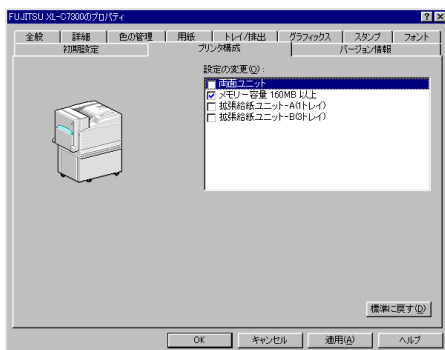 FUJITSU XL-C7300のプロパティ
全般 詳細 色の管理 用紙 トレイ/排出 グラフィックス スタンプ フォント
初期設定 プリンタ構成 バージョン情報
設定の変更(O):
両面ユニット
メモリー容量 160MB 以上
拡張給紙ユニット-A(1トレイ)
拡張給紙ユニット-B(3トレイ)
標準に戻す(D)
OK キャンセル 適用(A) ヘルプ